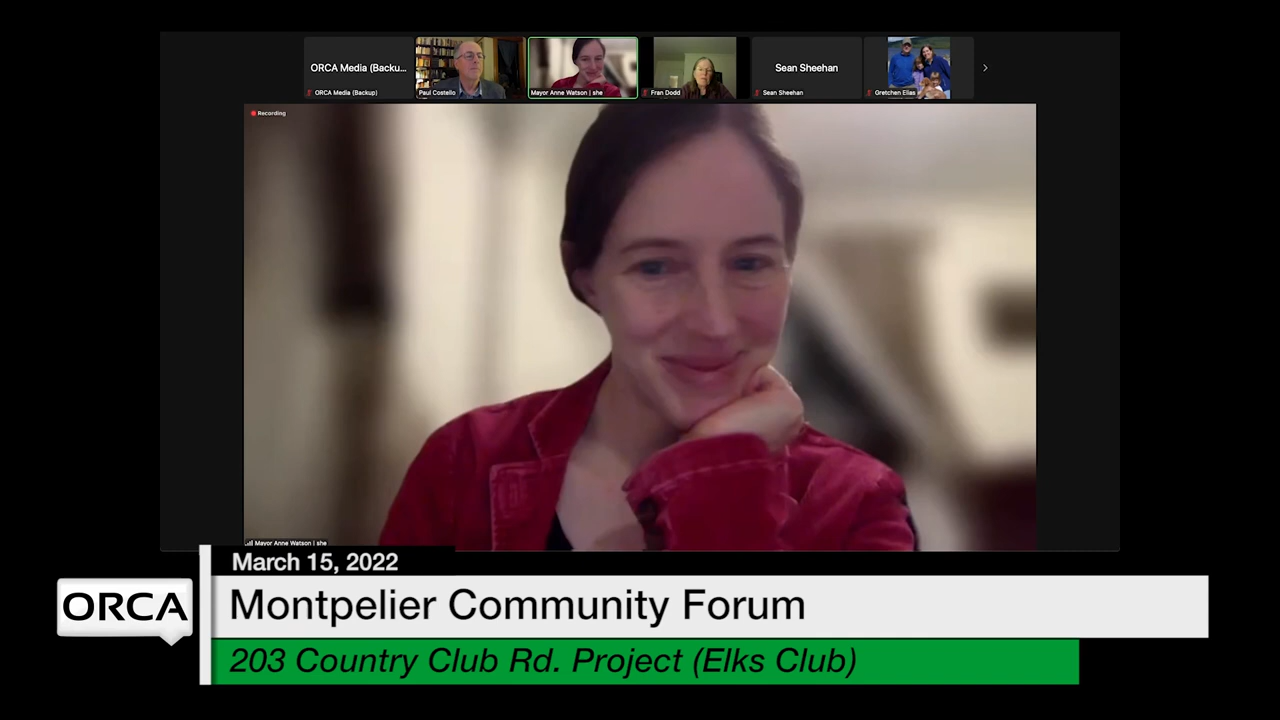 ORCA Media (Backu...
Sean Sheehan
ORCA Media (Backup)
Paul Costello
Mayor Anne Watson | she
Fran Dodd
Sean Sheehan
Gretchen Elias
Recording
Mayor Anne Watson | she
March 15, 2022
ORCA
Montpelier Community Forum
203 Country Club Rd. Project (Elks Club)